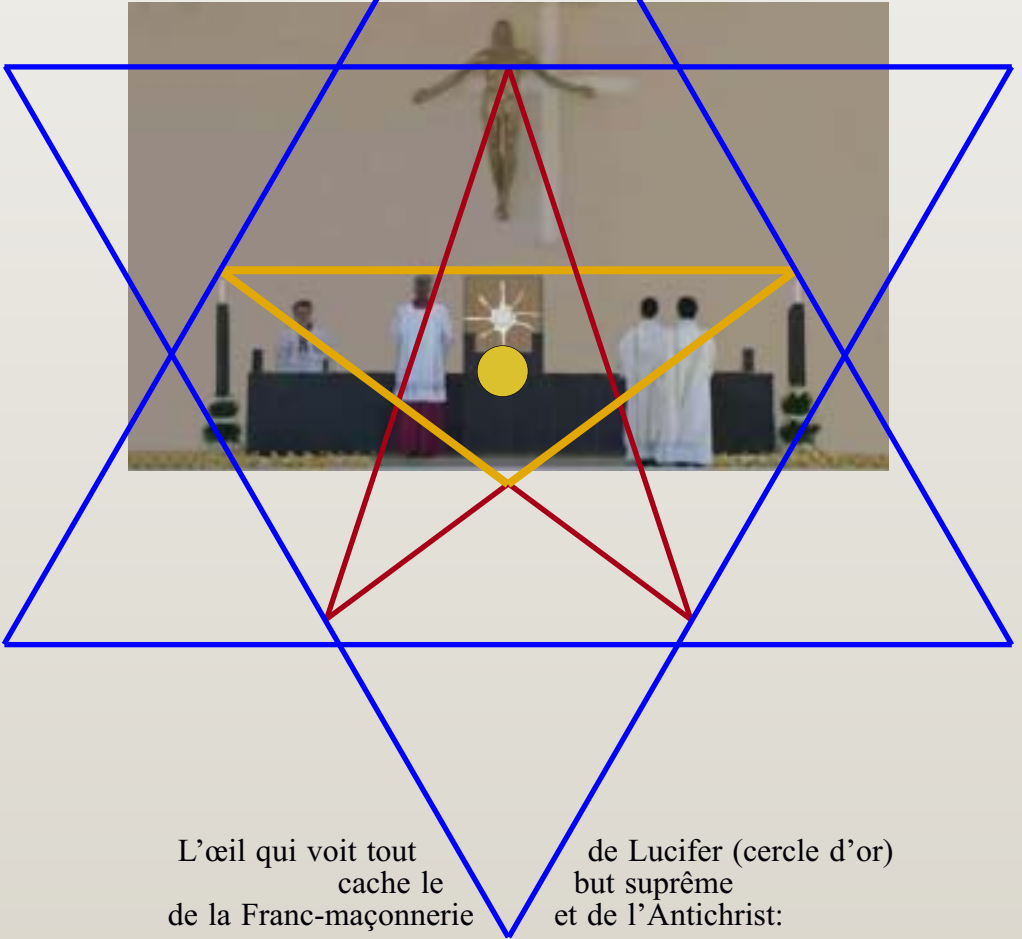 L’œil qui voit tout de Lucifer (cercle d’or)
cache le but suprême
de la Franc-maçonnerie et de l’Antichrist: